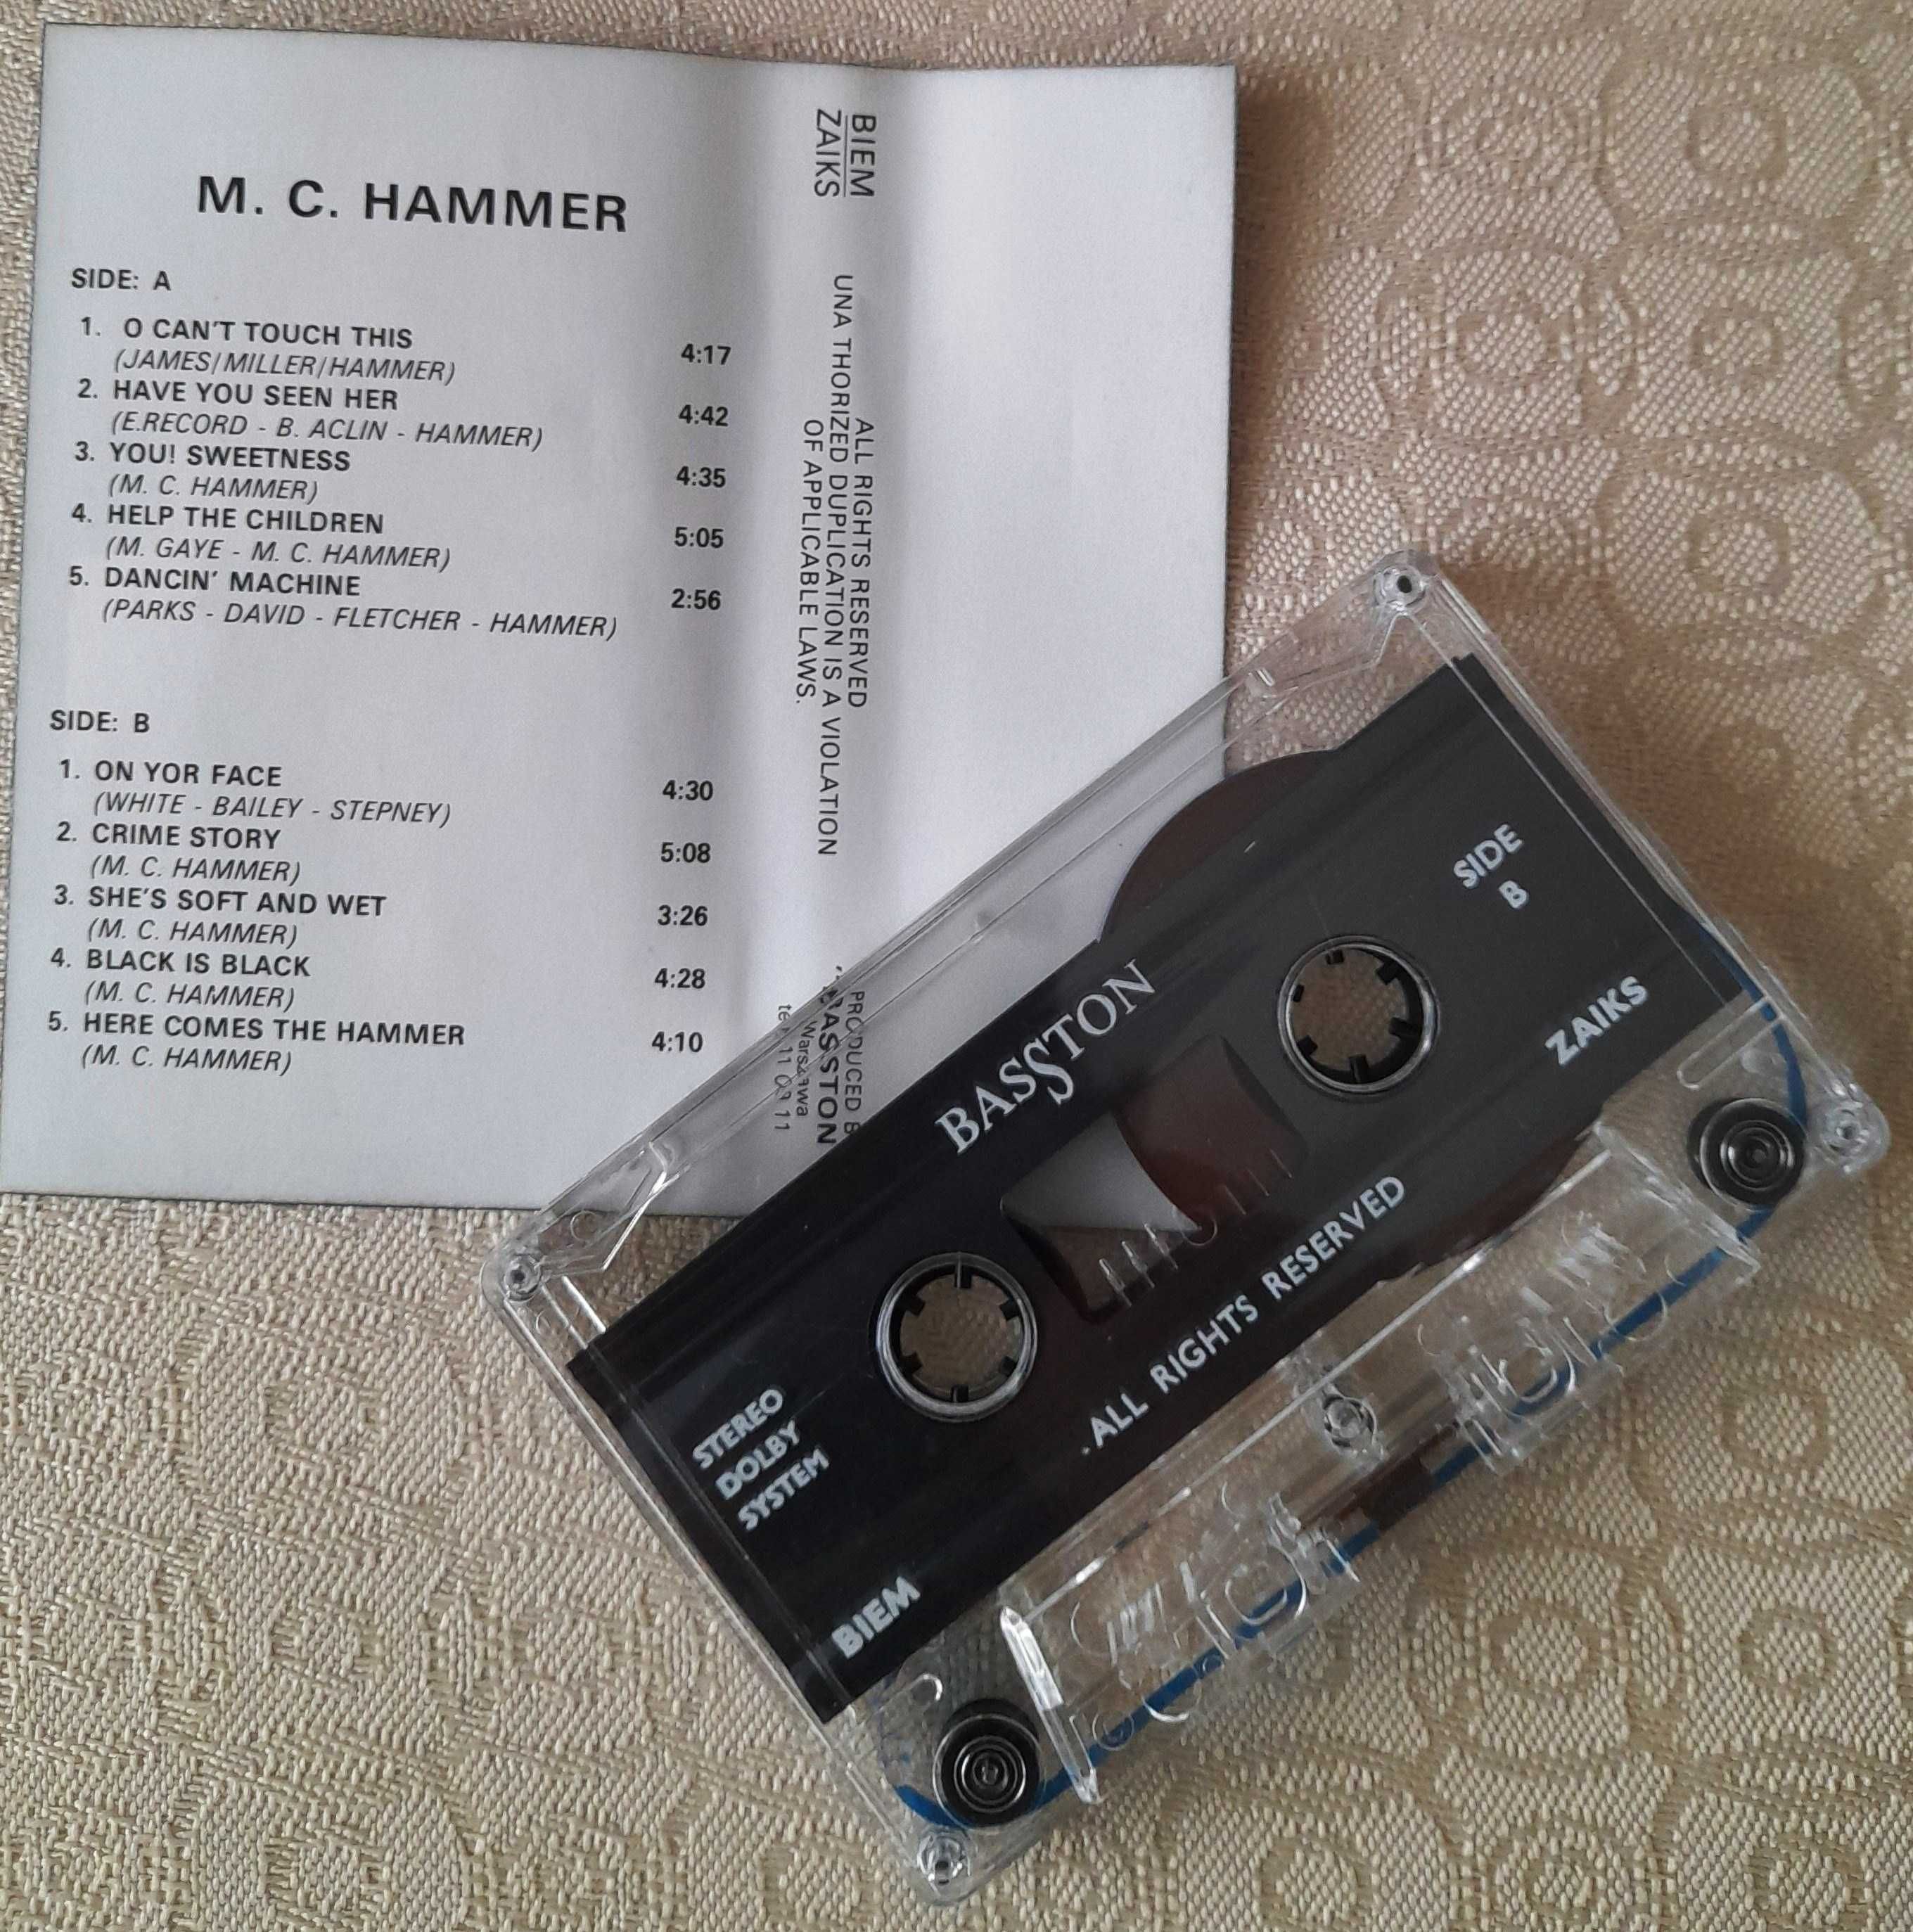 M. C. HAMMER
SIDE: A
1. O CAN'T TOUCH THIS
(JAMES/MILLER/HAMMER) 4:17
2. HAVE YOU SEEN HER
(E.RECORD - B. ACLIN - HAMMER) 4:42
3. YOU! SWEETNESS
(M. C. HAMMER) 4:35
4. HELP THE CHILDREN
(M. GAYE - M. C. HAMMER) 5:05
5. DANCIN' MACHINE
(PARKS - DAVID - FLETCHER - HAMMER) 2:56
SIDE: B
1. ON YOR FACE
(WHITE - BAILEY - STEPNEY) 4:30
2. CRIME STORY
(M. C. HAMMER) 5:08
3. SHE'S SOFT AND WET
(M. C. HAMMER) 3:26
4. BLACK IS BLACK
(M. C. HAMMER) 4:28
5. HERE COMES THE HAMMER
(M. C. HAMMER) 4:10
BIEM
ZAIKS
ALL RIGHTS RESERVED
UNA THORIZED DUPLICATION IS A VIOLATION
OF APPLICABLE LAWS.
PRODUCED
BASSTON
Warszawa
11
BASSTON
SIDE
B
ZAIKS
ALL RIGHTS RESERVED
STEREO
DOLBY
SYSTEM
BIEM